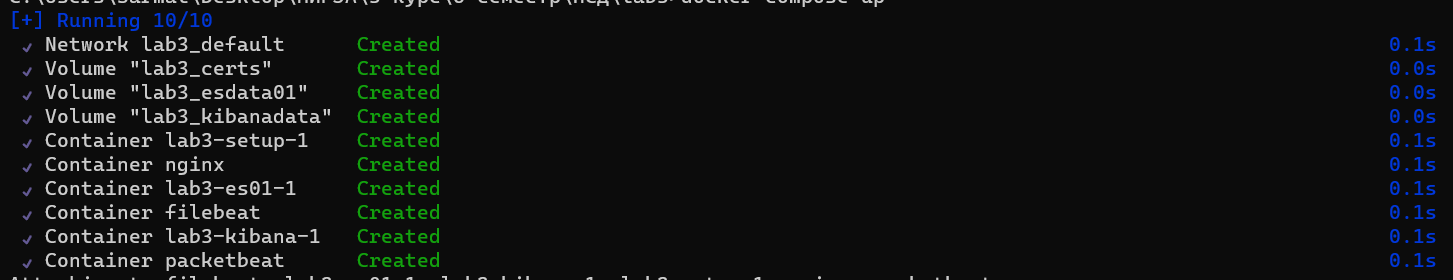 [+] Running 10/10
✓ Network lab3_default Created 0.1s
✓ Volume "lab3_certs" Created 0.0s
✓ Volume "lab3_esdata01" Created 0.0s
✓ Volume "lab3_kibanadata" Created 0.0s
✓ Container lab3-setup-1 Created 0.1s
✓ Container nginx Created 0.1s
✓ Container lab3-es01-1 Created 0.1s
✓ Container filebeat Created 0.1s
✓ Container lab3-kibana-1 Created 0.1s
✓ Container packetbeat Created 0.1s